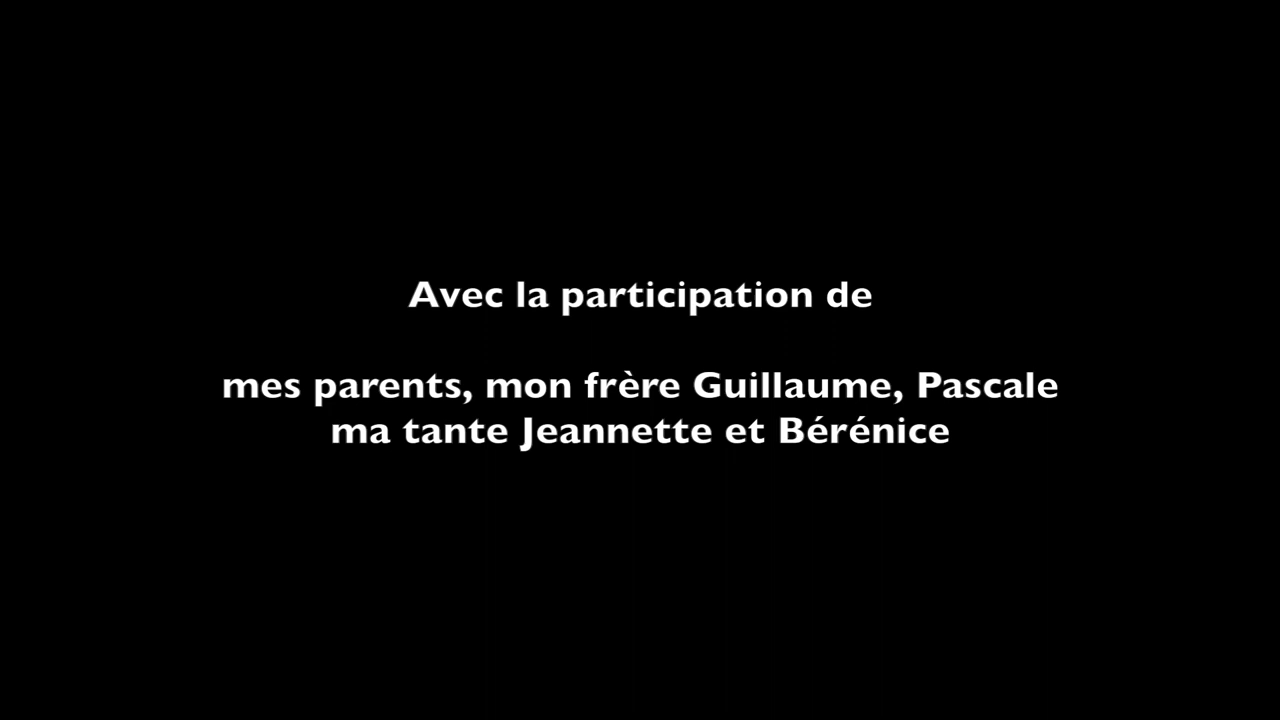 Avec la participation de
mes parents, mon frère Guillaume, Pascale
ma tante Jeannette et Bérénice